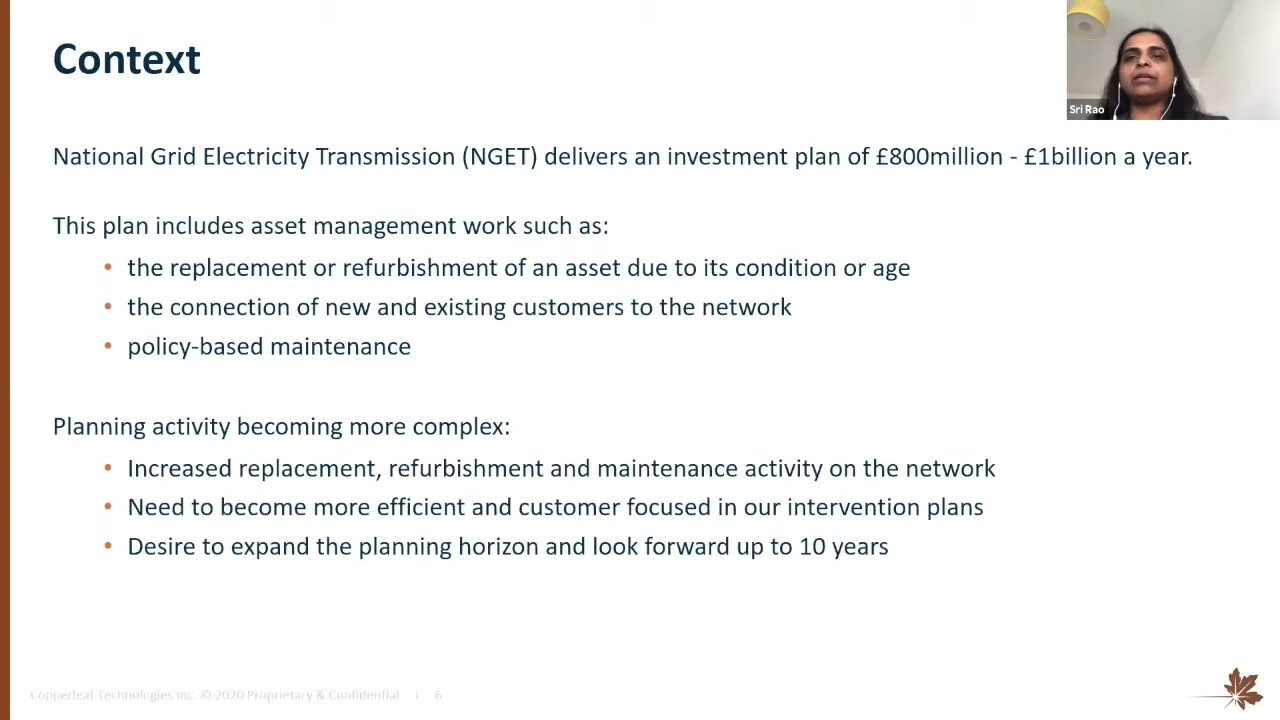 Context
Sri Rao
National Grid Electricity Transmission (NGET) delivers an investment plan of £800million - £1billion a year.
This plan includes asset management work such as:
• the replacement or refurbishment of an asset due to its condition or age
• the connection of new and existing customers to the network
• policy-based maintenance
Planning activity becoming more complex:
• Increased replacement, refurbishment and maintenance activity on the network
• Need to become more efficient and customer focused in our intervention plans
• Desire to expand the planning horizon and look forward up to 10 years
Copperleaf Technologies Inc. © 2020 Proprietary & Confidential | 6